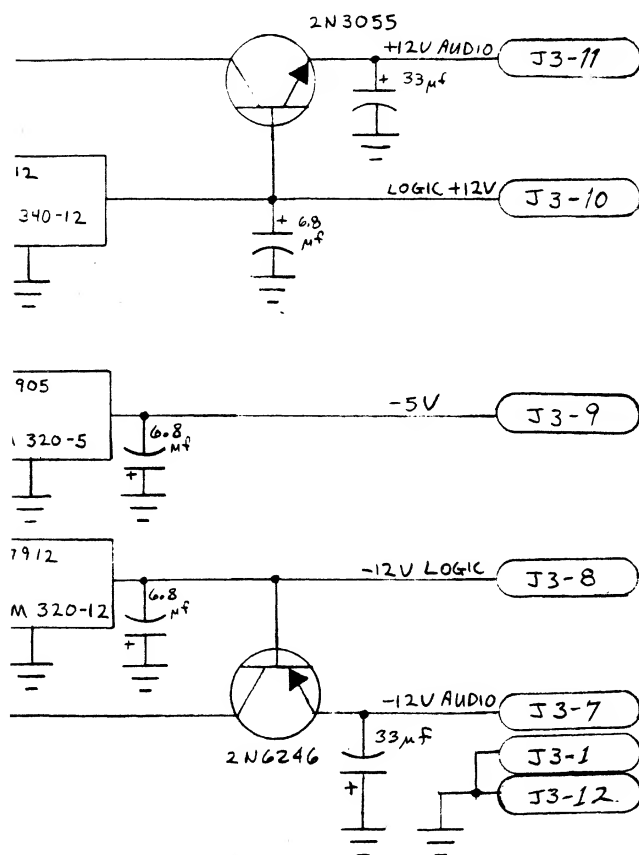 2N3055
+12V AUDIO
J3-11
+
33µf
12
340-12
LOGIC +12V
J3-10
+ 6.8
µf
905
320-5
-5V
J3-9
6.8
µf
+
7912
M 320-12
-12V LOGIC
J3-8
6.8
µf
+
2N6246
-12V AUDIO
J3-7
33µf
+
J3-1
J3-12